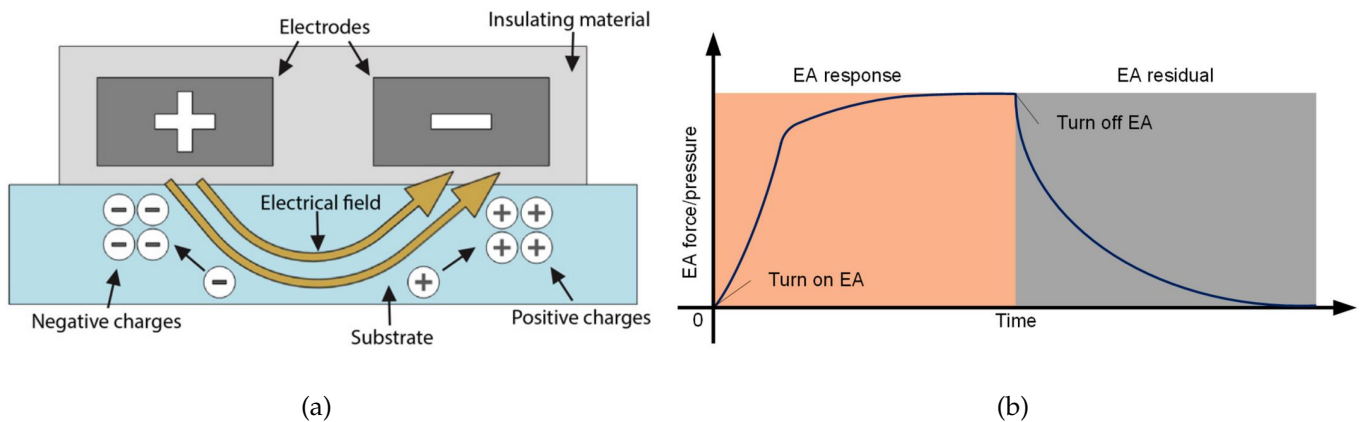 Electrodes
Insulating material
+
−
Electrical field
− −
− −
−
+ +
+ +
+
Negative charges
Substrate
Positive charges
(a)
EA response
EA residual
Turn off EA
EA force/pressure
Turn on EA
0
Time
(b)